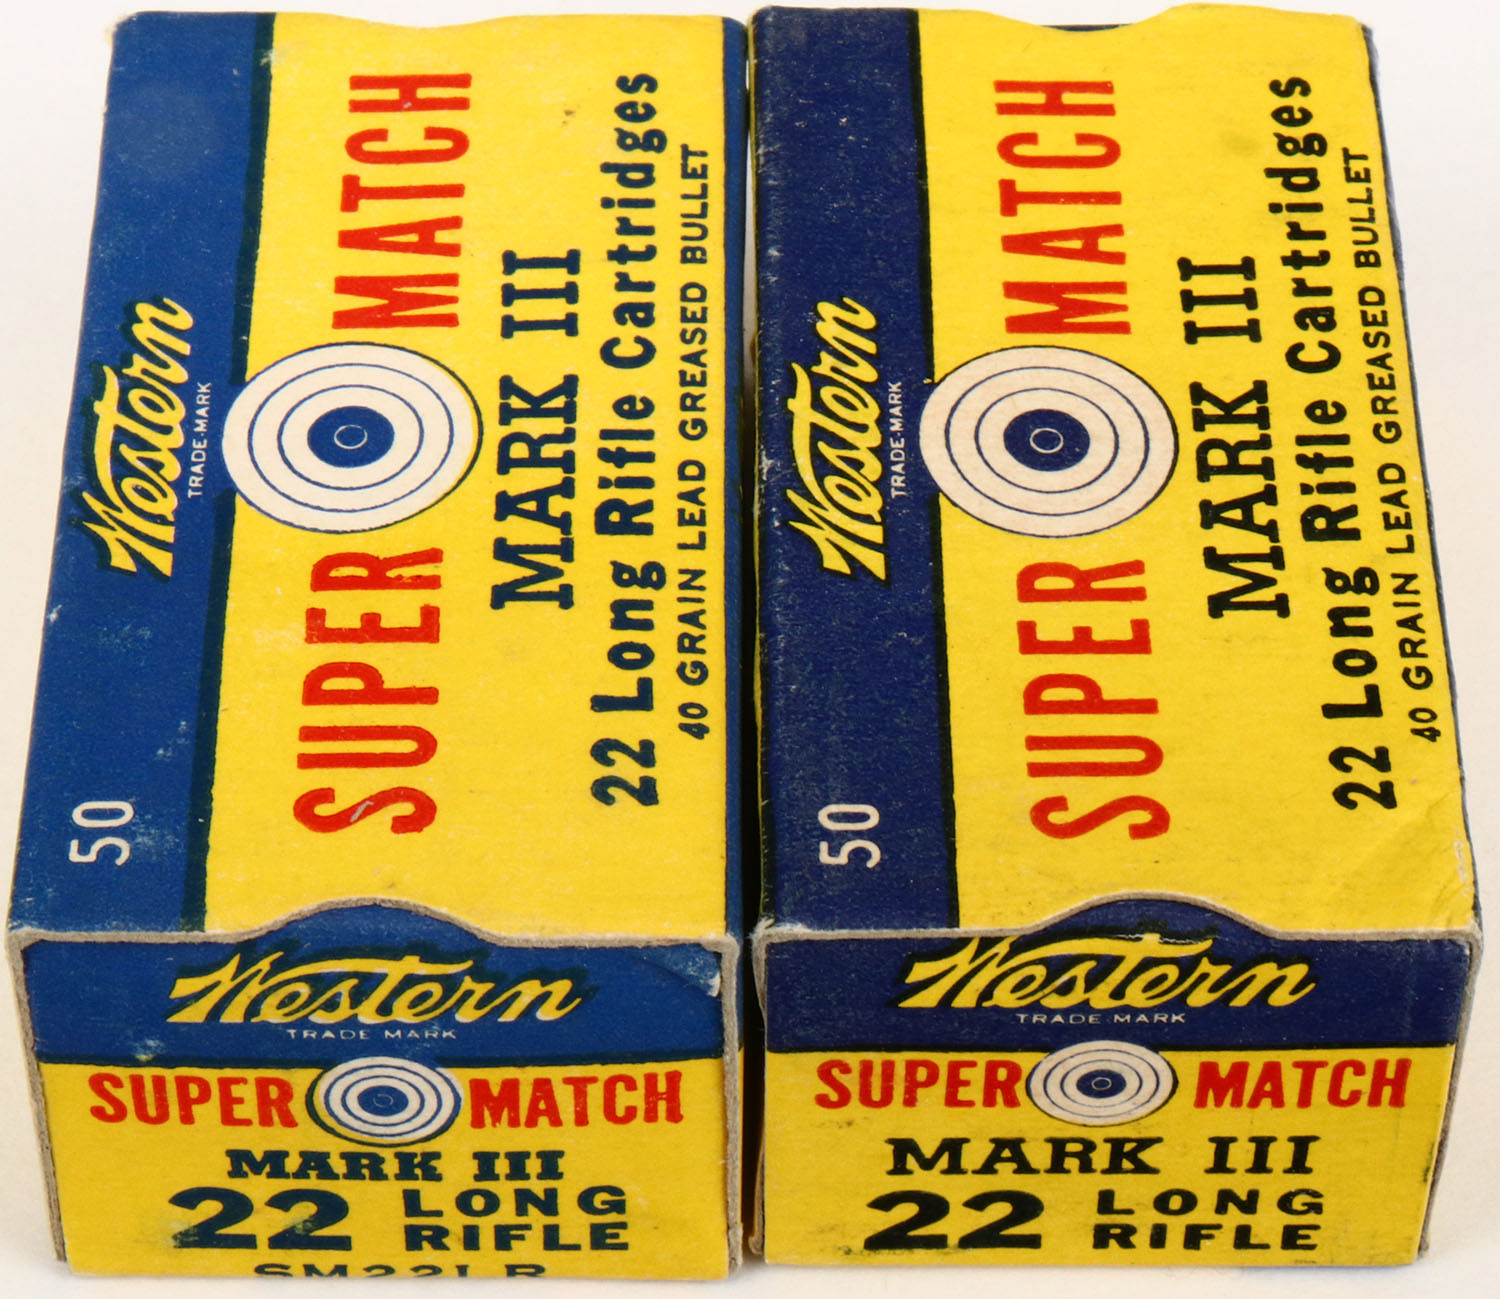 50
Western
TRADE-MARK
SUPER MATCH
MARK III
22 Long Rifle Cartridges
40 GRAIN LEAD GREASED BULLET
Western
TRADE MARK
SUPER MATCH
MARK III
22 LONG
RIFLE
SM22LR
50
Western
TRADE-MARK
SUPER MATCH
MARK III
22 Long Rifle Cartridges
40 GRAIN LEAD GREASED BULLET
Western
TRADE MARK
SUPER MATCH
MARK III
22 LONG
RIFLE